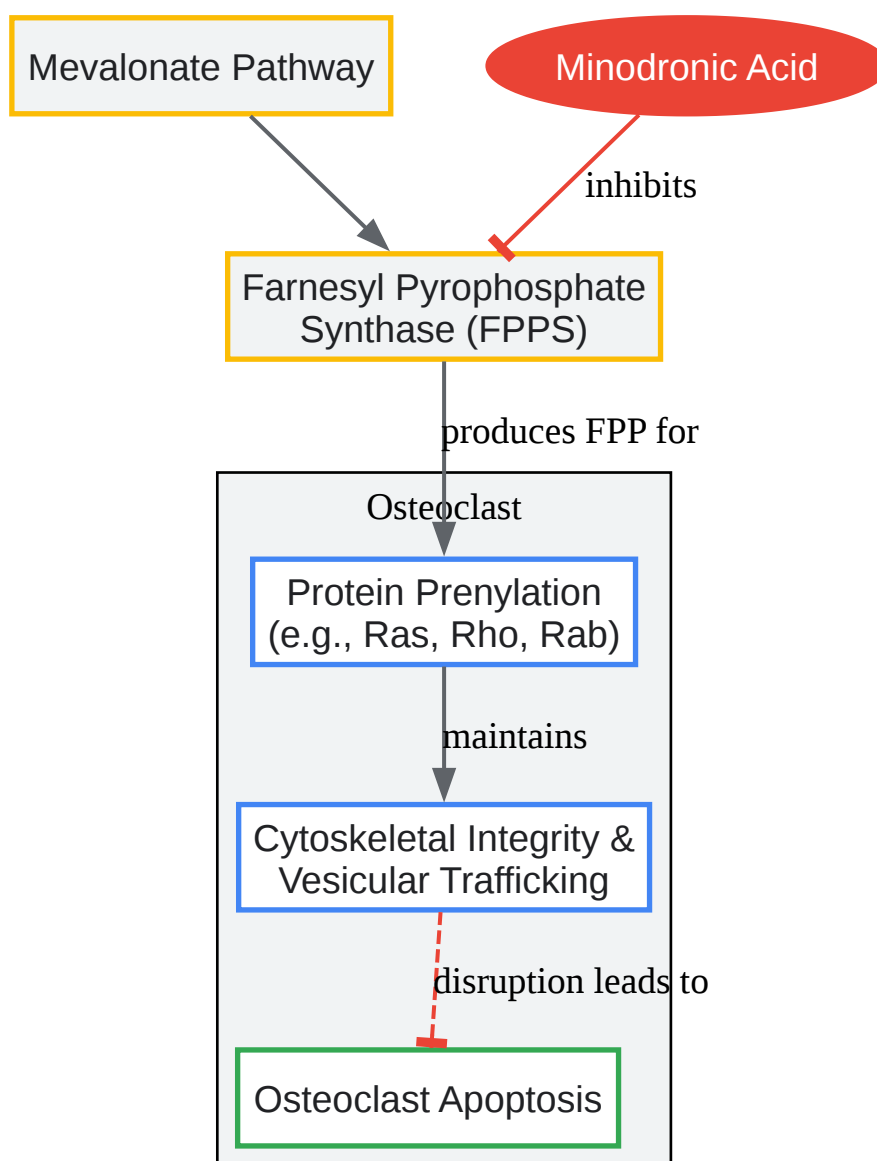 Mevalonate Pathway
Minodronic Acid
inhibits
Farnesyl Pyrophosphate
Synthase (FPPS)
produces FPP for
Osteoclast
Protein Prenylation
(e.g., Ras, Rho, Rab)
maintains
Cytoskeletal Integrity &
Vesicular Trafficking
disruption leads to
Osteoclast Apoptosis